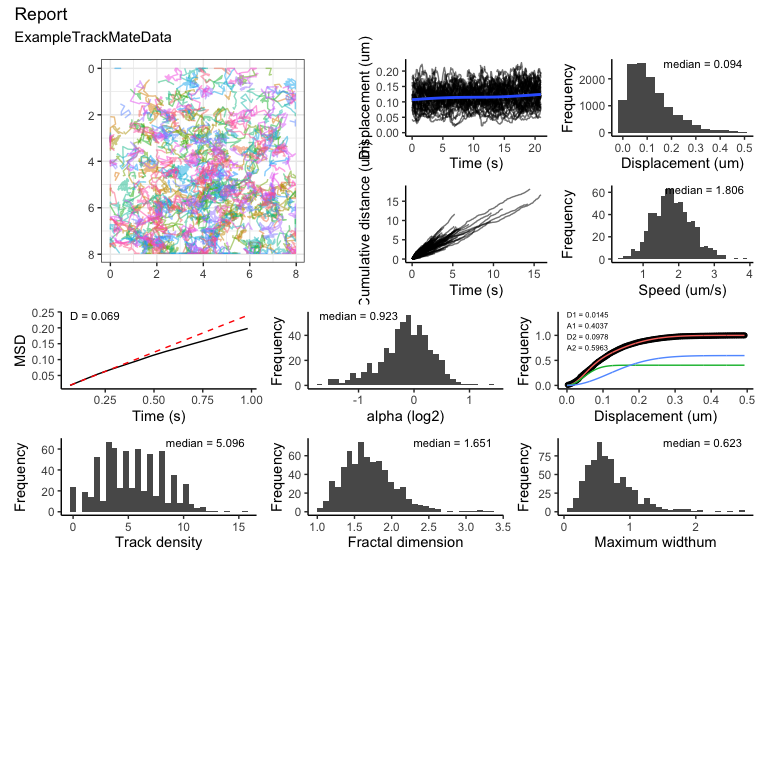 Report
ExampleTrackMateData
0
2
4
6
8
0 2 4 6 8
Displacement (um)
0.20
0.15
0.10
0.05
0.00
0 5 10 15 20
Time (s)
Frequency
2000
1000
0
median = 0.094
0.0 0.1 0.2 0.3 0.4 0.5
Displacement (um)
Cumulative distance (um)
15
10
5
0
0 5 10 15
Time (s)
Frequency
60
40
20
0
median = 1.806
1 2 3 4
Speed (um/s)
MSD
0.25
0.20
0.15
0.10
0.05
D = 0.069
0.25 0.50 0.75 1.00
Time (s)
Frequency
40
20
0
median = 0.923
-1 0 1
alpha (log2)
Frequency
1.0
0.5
0.0
D1 = 0.0145
A1 = 0.4037
D2 = 0.0978
A2 = 0.5963
0.0 0.1 0.2 0.3 0.4 0.5
Displacement (um)
Frequency
60
40
20
0
median = 5.096
0 5 10 15
Track density
Frequency
60
40
20
0
median = 1.651
1.0 1.5 2.0 2.5 3.0 3.5
Fractal dimension
Frequency
75
50
25
0
median = 0.623
0 1 2
Maximum widthum